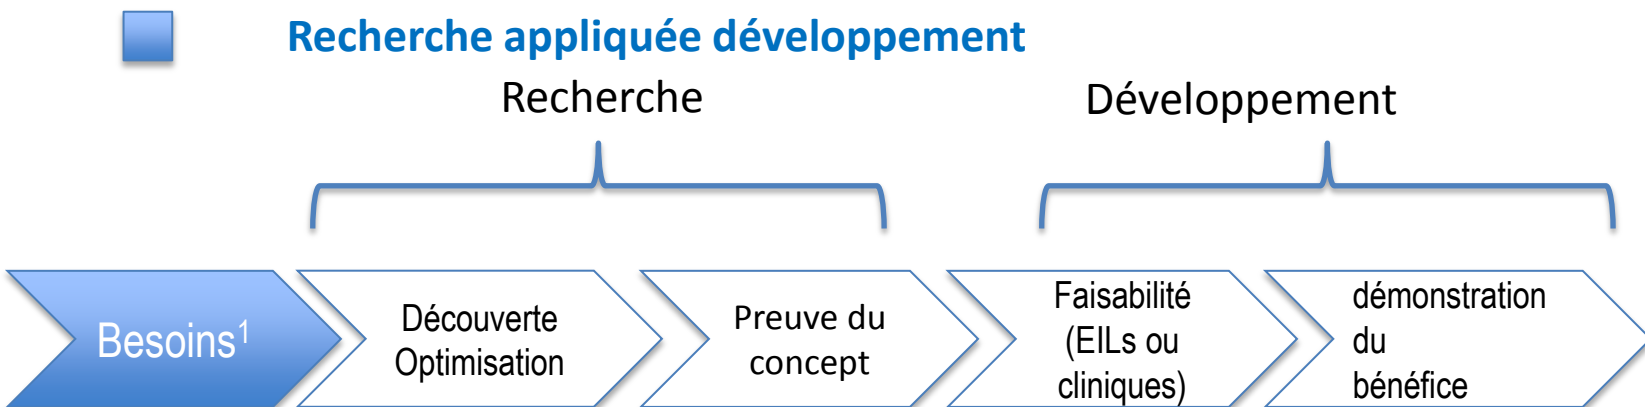 Recherche appliquée développement
Recherche
Développement
Besoins¹
Découverte
Optimisation
Preuve du
concept
Faisabilité
(EILs ou
cliniques)
démonstration
du
bénéfice